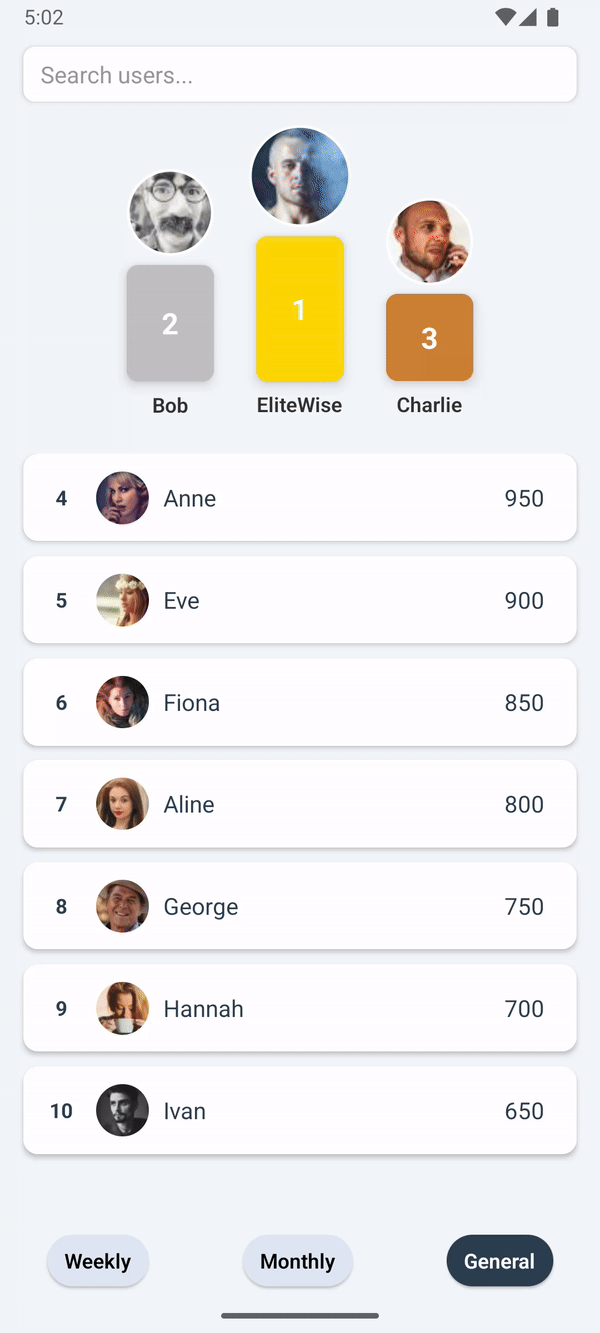 5:02
Search users...
2
1
3
Bob
EliteWise
Charlie
4 Anne 950
5 Eve 900
6 Fiona 850
7 Aline 800
8 George 750
9 Hannah 700
10 Ivan 650
Weekly Monthly General